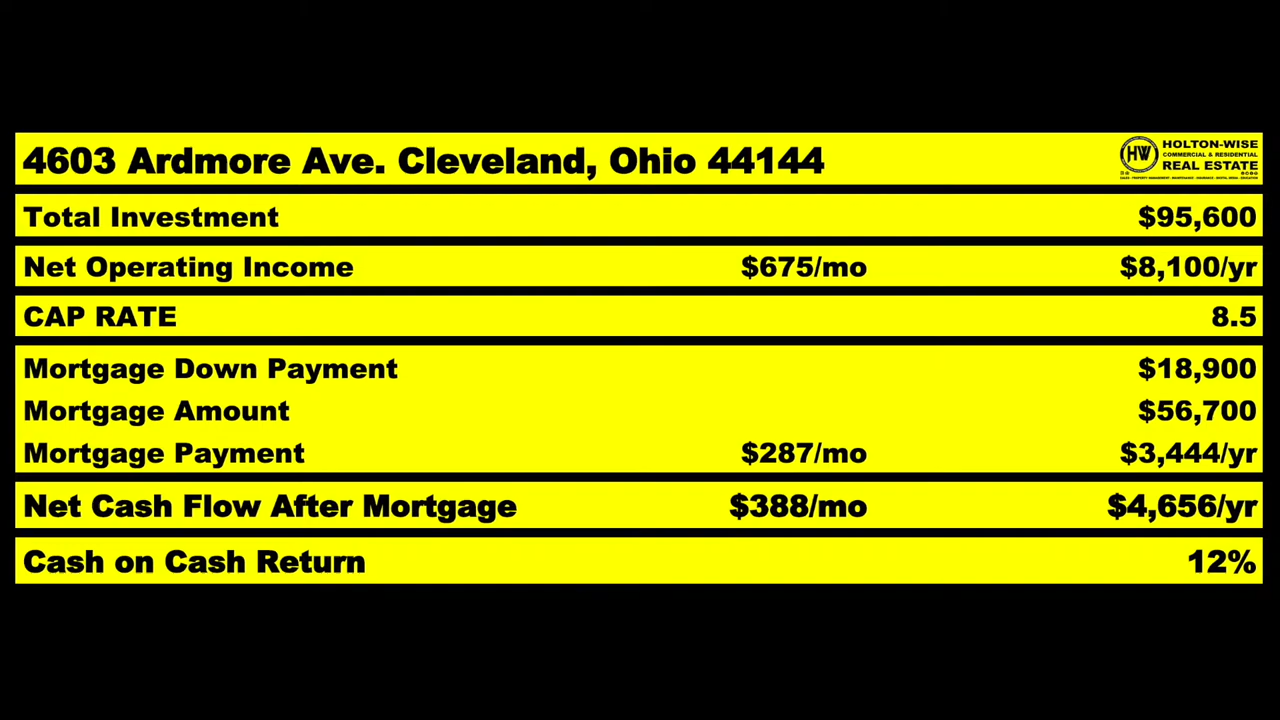 4603 Ardmore Ave. Cleveland, Ohio 44144
HW
HOLTON-WISE
COMMERCIAL & RESIDENTIAL
REAL ESTATE
Total Investment $95,600
Net Operating Income $675/mo $8,100/yr
CAP RATE 8.5
Mortgage Down Payment $18,900
Mortgage Amount $56,700
Mortgage Payment $287/mo $3,444/yr
Net Cash Flow After Mortgage $388/mo $4,656/yr
Cash on Cash Return 12%